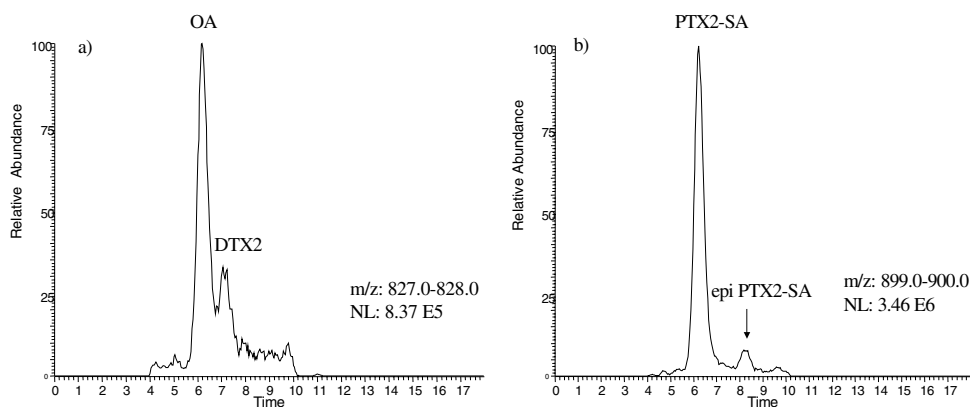 OA
a)
100
75
50
25
0
Relative Abundance
DTX2
m/z: 827.0-828.0
NL: 8.37 E5
0 1 2 3 4 5 6 7 8 9 10 11 12 13 14 15 16 17
Time
PTX2-SA
b)
100
75
50
25
0
Relative Abundance
epi PTX2-SA
m/z: 899.0-900.0
NL: 3.46 E6
0 1 2 3 4 5 6 7 8 9 10 11 12 13 14 15 16 17
Time